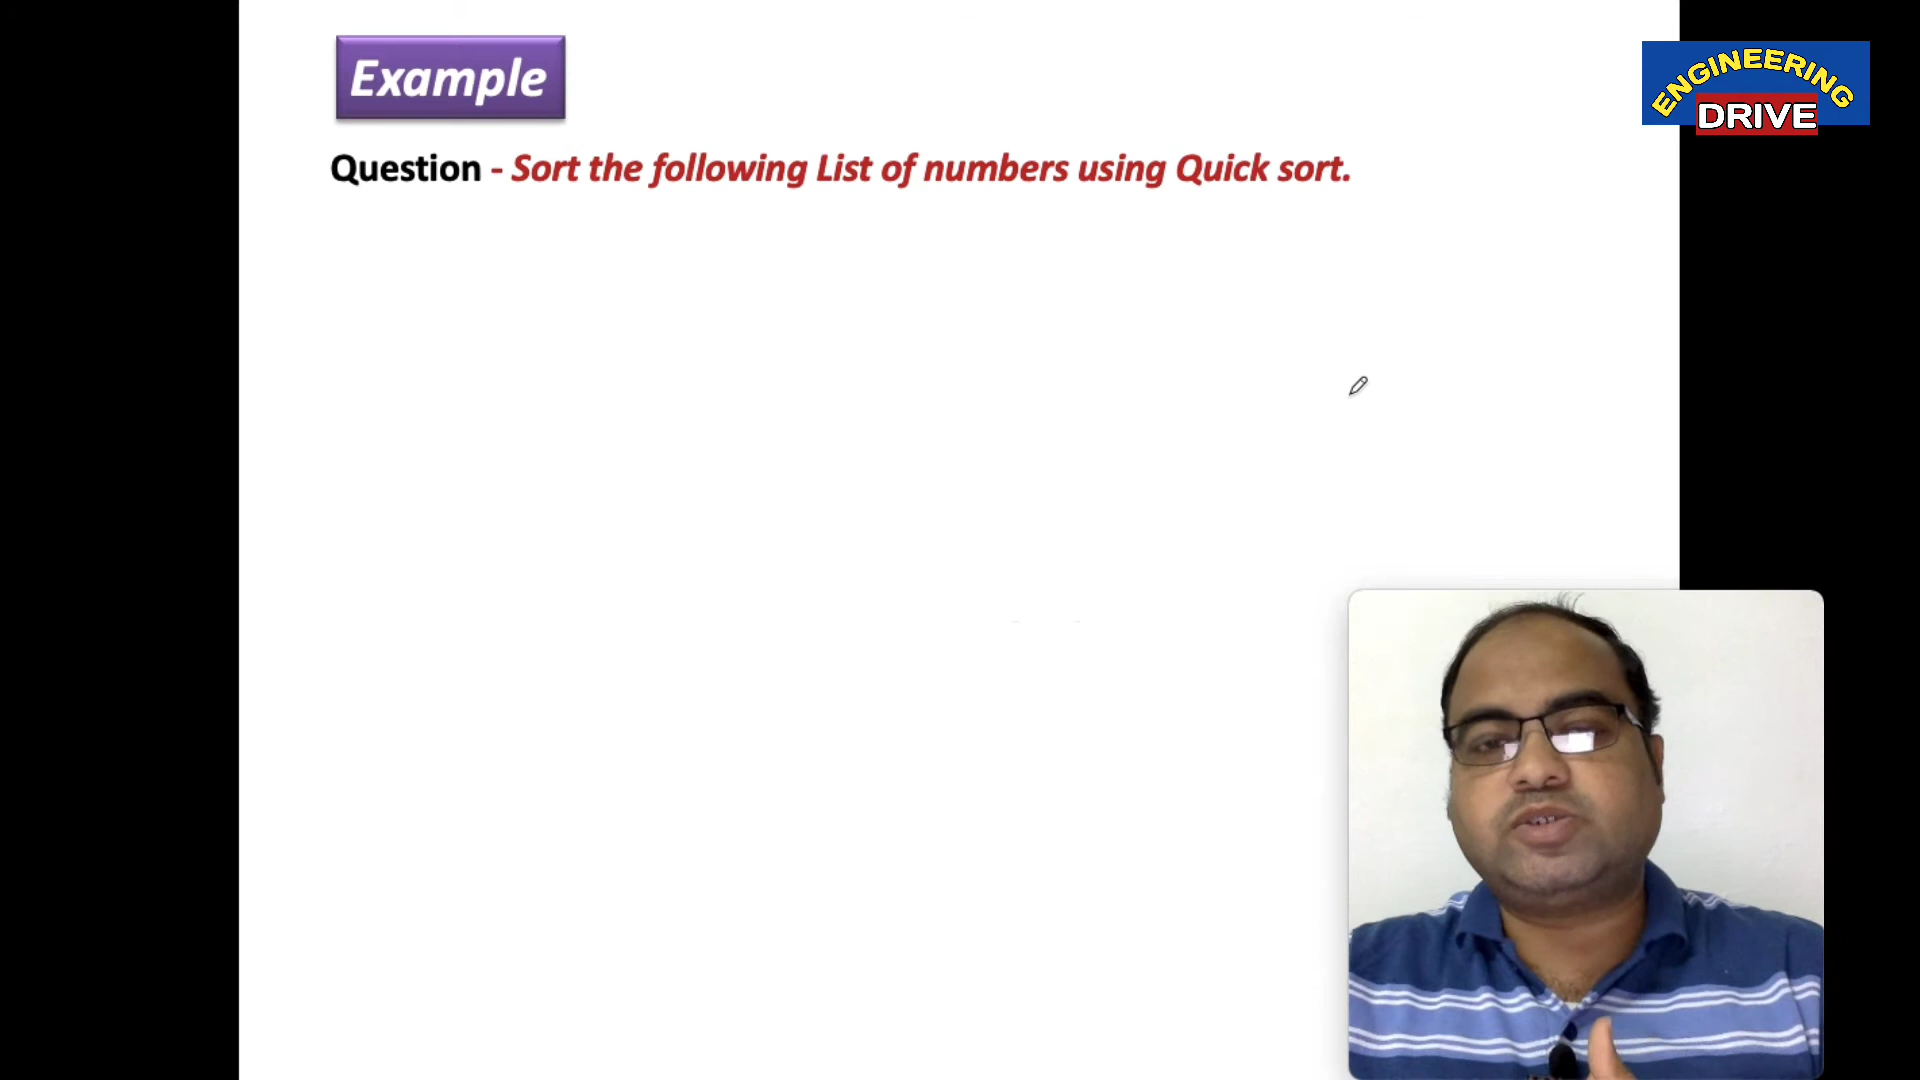 Example
ENGINEERING
DRIVE
Question - Sort the following List of numbers using Quick sort.